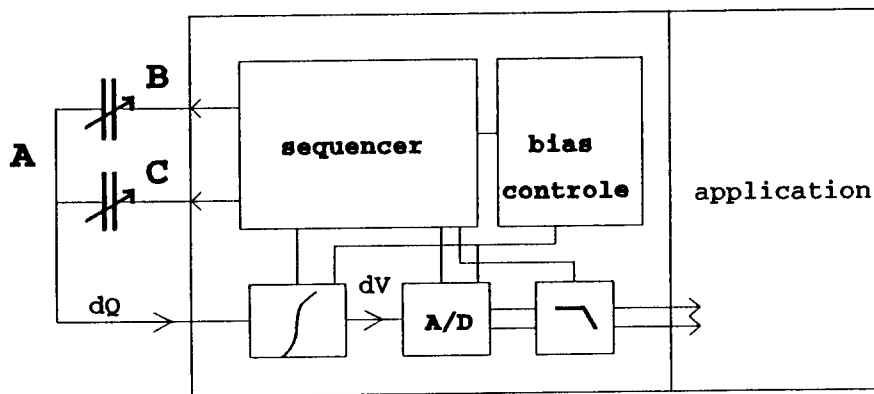 B
A
C
sequencer
bias
controle
application
dQ
dV
A/D